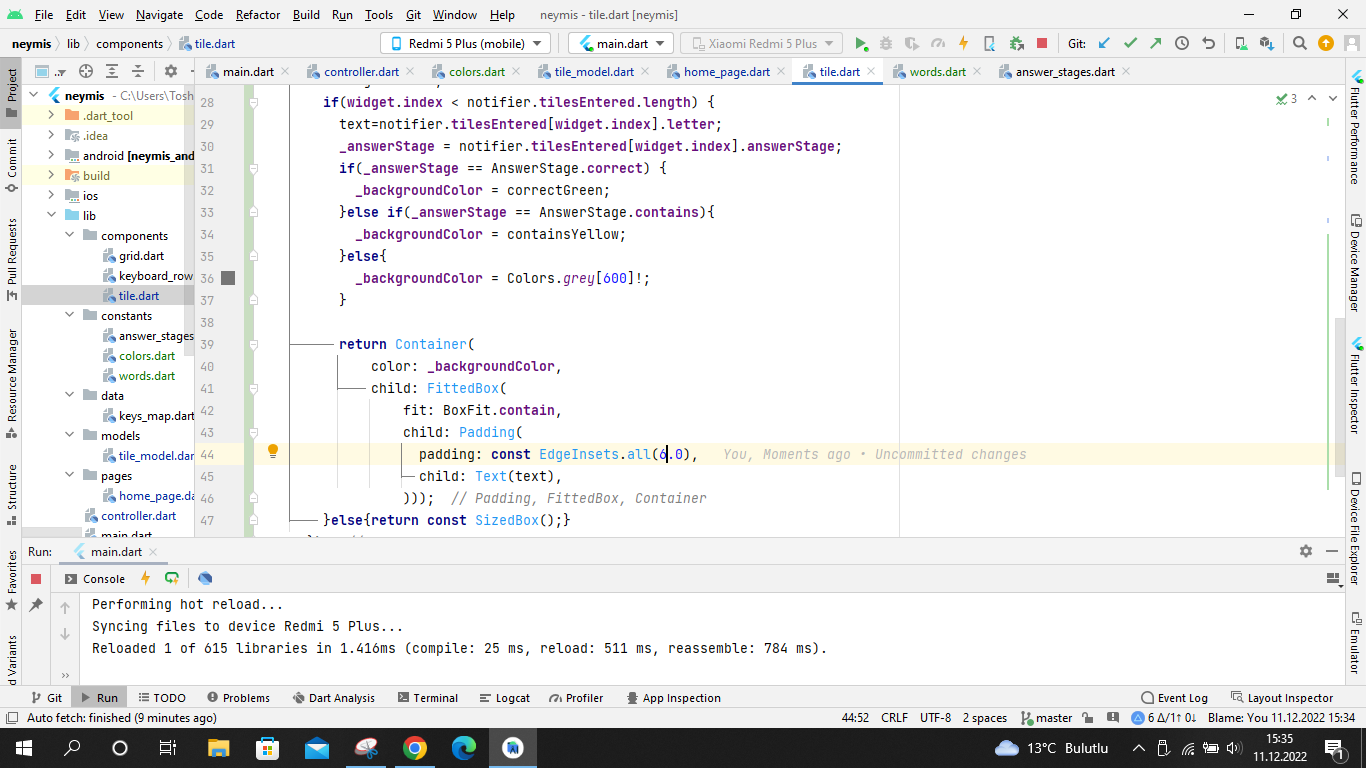 File Edit View Navigate Code Refactor Build Run Tools Git Window Help neymis - tile.dart [neymis]
neymis lib components tile.dart Redmi 5 Plus (mobile) main.dart Xiaomi Redmi 5 Plus Git:
Project ... main.dart controller.dart colors.dart tile_model.dart home_page.dart tile.dart words.dart answer_stages.dart
neymis - C:\Users\Tosh
.dart_tool
.idea
android [neymis_and
build
ios
lib
components
grid.dart
keyboard_row
tile.dart
constants
answer_stages
colors.dart
words.dart
data
keys_map.dart
models
tile_model.dar
pages
home_page.da
controller.dart
main.dart
Commit
Pull Requests
Resource Manager
Structure
Favorites
d Variants
28 if(widget.index < notifier.tilesEntered.length) {
29 text=notifier.tilesEntered[widget.index].letter;
30 _answerStage = notifier.tilesEntered[widget.index].answerStage;
31 if(_answerStage == AnswerStage.correct) {
32 _backgroundColor = correctGreen;
33 }else if(_answerStage == AnswerStage.contains){
34 _backgroundColor = containsYellow;
35 }else{
36 _backgroundColor = Colors.grey[600]!;
37 }
38
39 return Container(
40 color: _backgroundColor,
41 child: FittedBox(
42 fit: BoxFit.contain,
43 child: Padding(
44 padding: const EdgeInsets.all(6.0), You, Moments ago • Uncommitted changes
45 child: Text(text),
46 ))); // Padding, FittedBox, Container
47 }else{return const SizedBox();}
3
Flutter Performance
Device Manager
Flutter Inspector
Device File Explorer
Emulator
Run: main.dart
Console
Performing hot reload...
Syncing files to device Redmi 5 Plus...
Reloaded 1 of 615 libraries in 1.416ms (compile: 25 ms, reload: 511 ms, reassemble: 784 ms).
Git Run TODO Problems Dart Analysis Terminal Logcat Profiler App Inspection Event Log Layout Inspector
Auto fetch: finished (9 minutes ago) 44:52 CRLF UTF-8 2 spaces master 6 ∆/1↑ 0↓ Blame: You 11.12.2022 15:34
13°C Bulutlu 15:35
11.12.2022
1